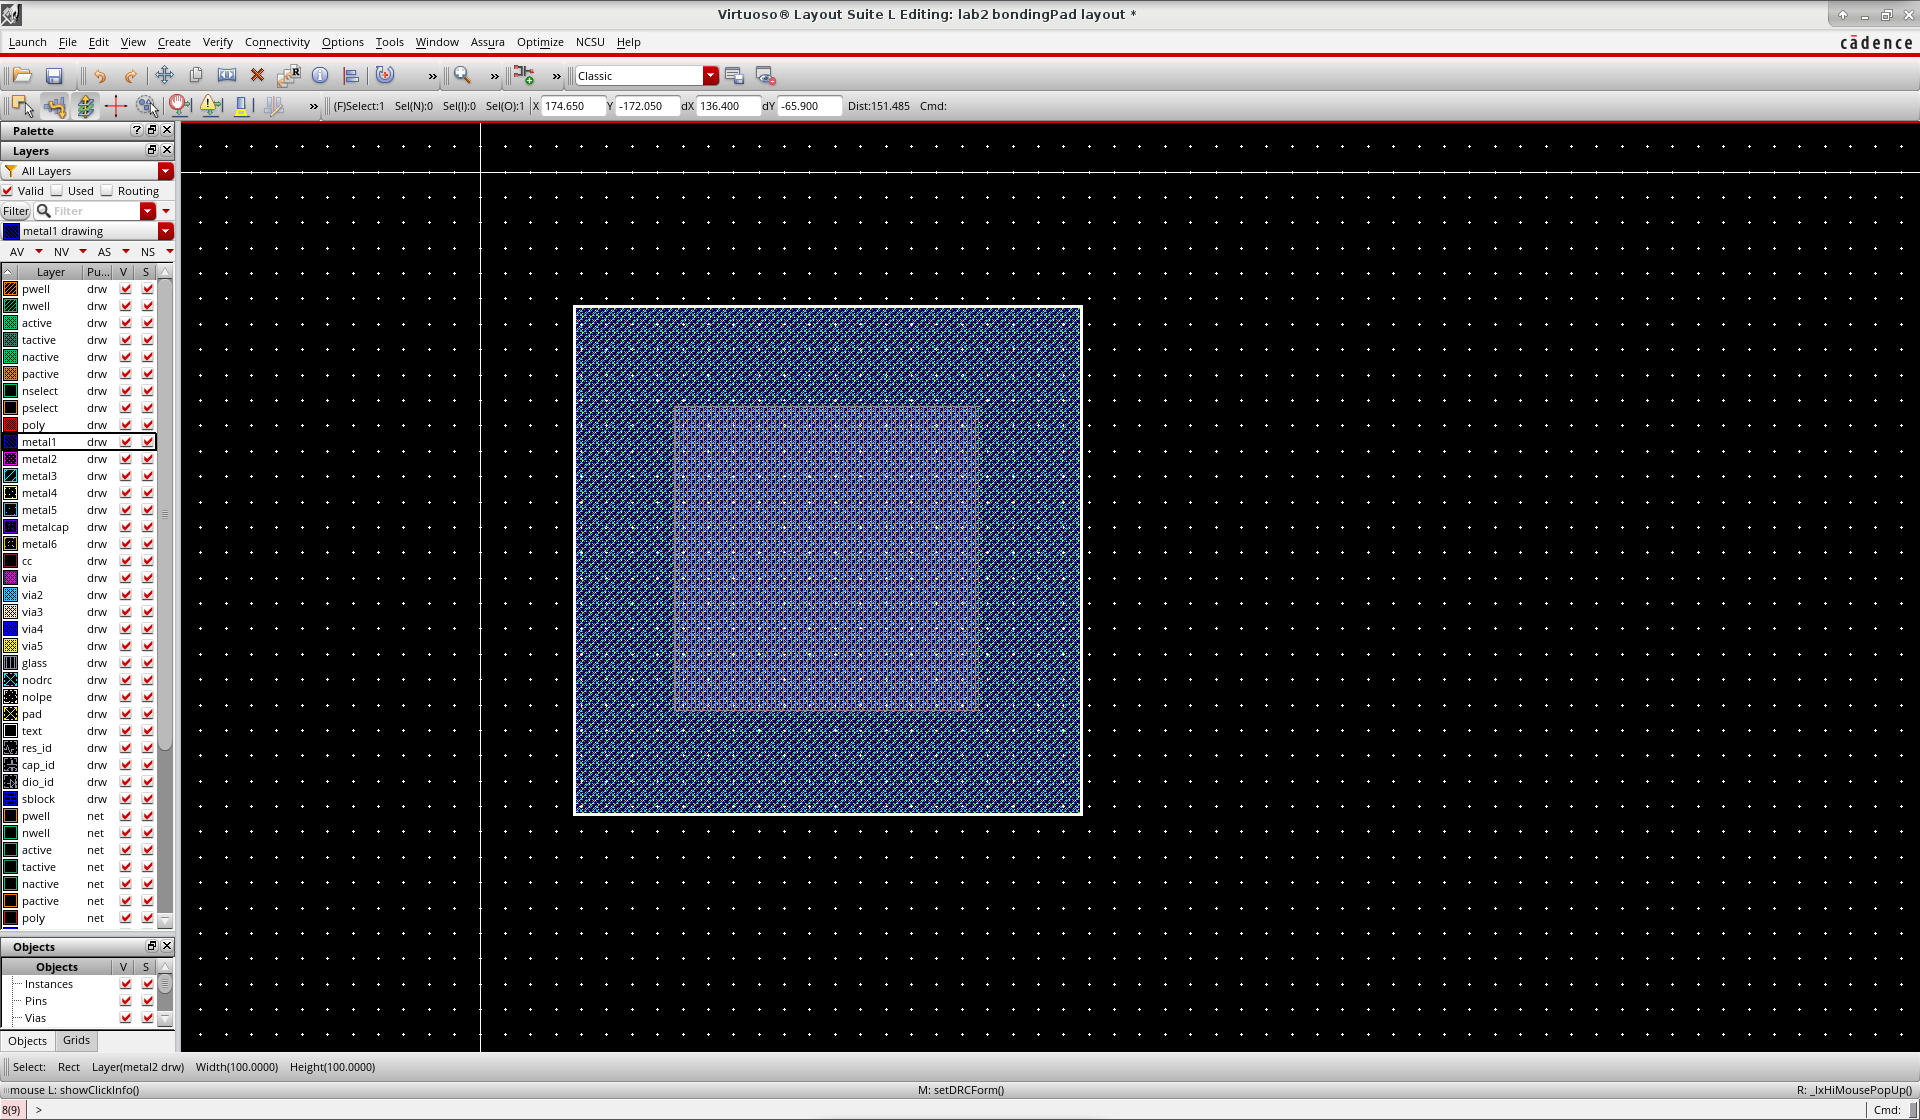 Virtuoso® Layout Suite L Editing: lab2 bondingPad layout *
Launch File Edit View Create Verify Connectivity Options Tools Window Assura Optimize NCSU Help
cādence
» » » Classic
» (F)Select:1 Sel(N):0 Sel(I):0 Sel(O):1 X 174.650 Y -172.050 dX 136.400 dY -65.900 Dist:151.485 Cmd:
Palette
Layers
All Layers
Valid Used Routing
Filter Filter
metal1 drawing
AV NV AS NS
Layer Pu... V S
pwell drw
nwell drw
active drw
tactive drw
nactive drw
pactive drw
nselect drw
pselect drw
poly drw
metal1 drw
metal2 drw
metal3 drw
metal4 drw
metal5 drw
metalcap drw
metal6 drw
cc drw
via drw
via2 drw
via3 drw
via4 drw
via5 drw
glass drw
nodrc drw
nolpe drw
pad drw
text drw
res_id drw
cap_id drw
dio_id drw
sblock drw
pwell net
nwell net
active net
tactive net
nactive net
pactive net
poly net
Objects
Objects V S
Instances
Pins
Vias
Objects Grids
Select: Rect Layer(metal2 drw) Width(100.0000) Height(100.0000)
mouse L: showClickInfo() M: setDRCForm() R: _lxHiMousePopUp()
8(9) > Cmd: